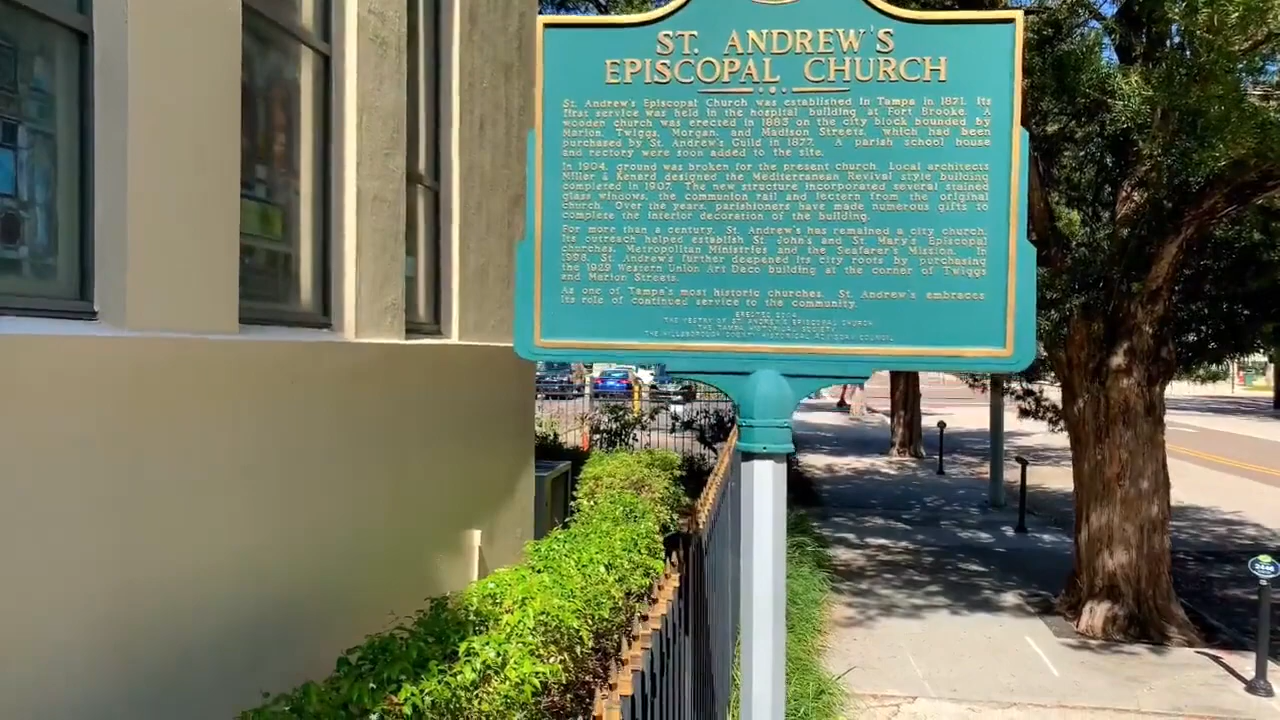 ST. ANDREW'S
EPISCOPAL CHURCH
St. Andrew's Episcopal Church was established in Tampa in 1871. Its
first service was held in the hospital building at Fort Brooke. A
wooden church was erected in 1883 on the city block bounded by
Marion, Twiggs, Morgan, and Madison Streets, which had been
purchased by St. Andrew's Guild in 1877. A parish school house
and rectory were soon added to the site.
In 1904, ground was broken for the present church. Local architects
Miller & Kenard designed the Mediterranean Revival style building
completed in 1907. The new structure incorporated several stained
glass windows, the communion rail and lectern from the original
church. Over the years, parishioners have made numerous gifts to
complete the interior decoration of the building.
For more than a century, St. Andrew's has remained a city church.
Its outreach helped establish St. John's and St. Mary's Episcopal
churches, Metropolitan Ministries and the Seafarer's Mission. In
1998, St. Andrew's further deepened its city roots by purchasing
the 1929 Western Union Art Deco building at the corner of Twiggs
and Marion Streets.
As one of Tampa's most historic churches, St. Andrew's embraces
its role of continued service to the community.
ERECTED
THE VESTRY OF ST. ANDREW'S EPISCOPAL CHURCH
THE TAMPA HISTORICAL SOCIETY
THE HILLSBOROUGH COUNTY HISTORICAL ADVISORY COUNCIL